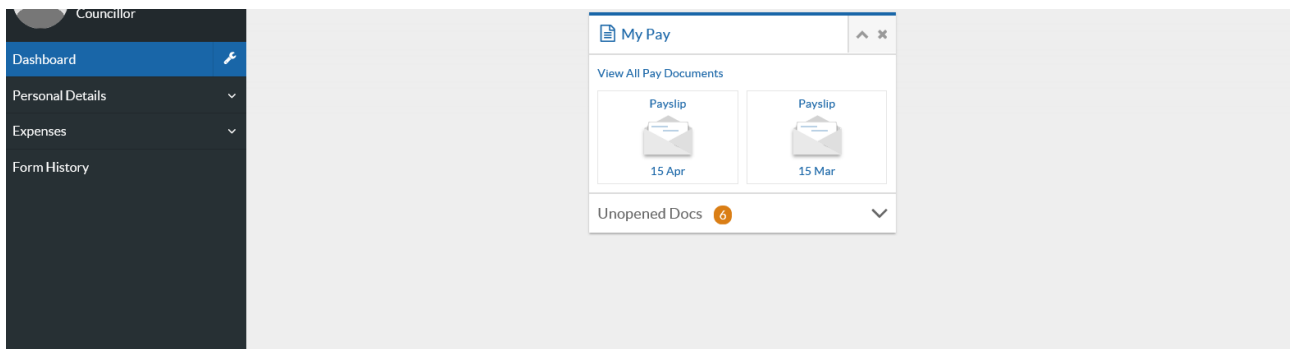 Councillor
Dashboard
Personal Details
Expenses
Form History
My Pay
View All Pay Documents
Payslip
15 Apr
Payslip
15 Mar
Unopened Docs 6